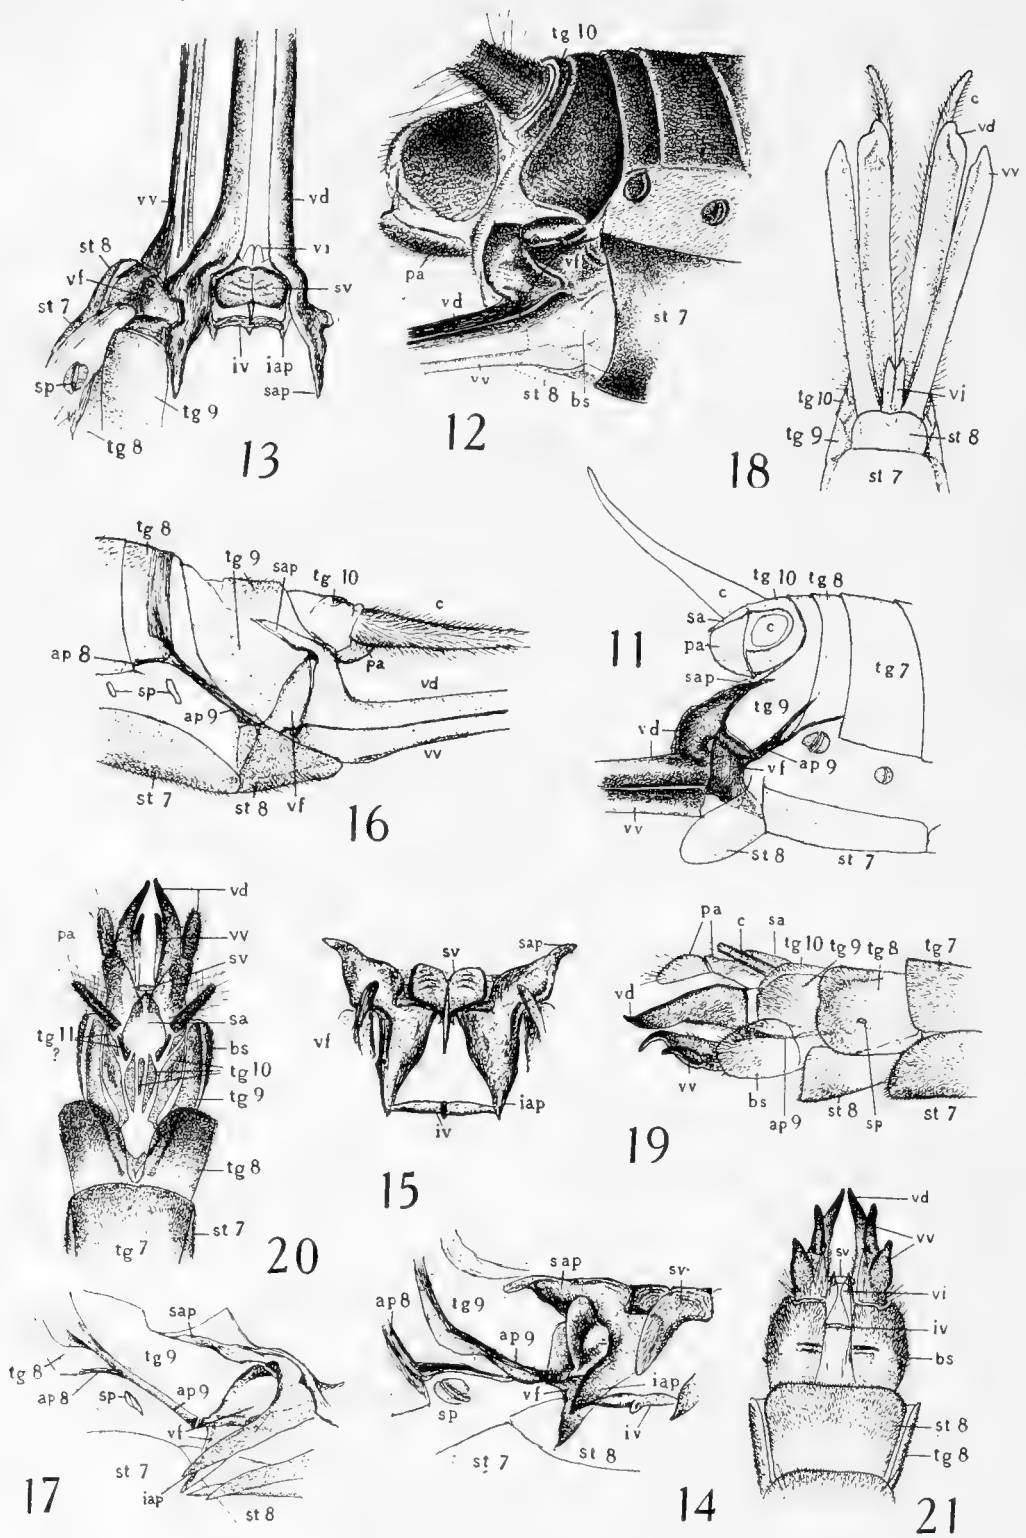 tg 10
vv
vd
st 8
vf
vi
st 7
sv
sp
iv
iap
sap
tg 9
tg 8
13
pa
vd
vf
st 7
vv
st 8
bs
12
c
vd
vv
tg 10
vi
tg 9
st 8
st 7
18
tg 8
tg 9
sap
tg 10
c
ap 8
pa
sp
vd
ap 9
vv
st 7
st 8
vf
16
c
tg 10
tg 8
sa
c
pa
tg 7
sap
tg 9
vd
ap 9
vf
vv
st 8
st 7
11
vd
pa
vv
sv
sa
tg 11
?
bs
tg 10
tg 9
tg 8
st 7
tg 7
20
sv
sap
vf
iap
iv
15
pa
c
sa
tg 10
tg 9
tg 8
tg 7
vd
vv
bs
ap 9
st 8
sp
st 7
19
sap
tg 9
tg 8
ap 8
sp
ap 9
vf
st 7
iap
st 8
17
sap
sv
ap 8
tg 9
ap 9
iap
vf
sp
iv
st 7
st 8
14
vd
vv
sv
vi
iv
bs
st 8
tg 8
21